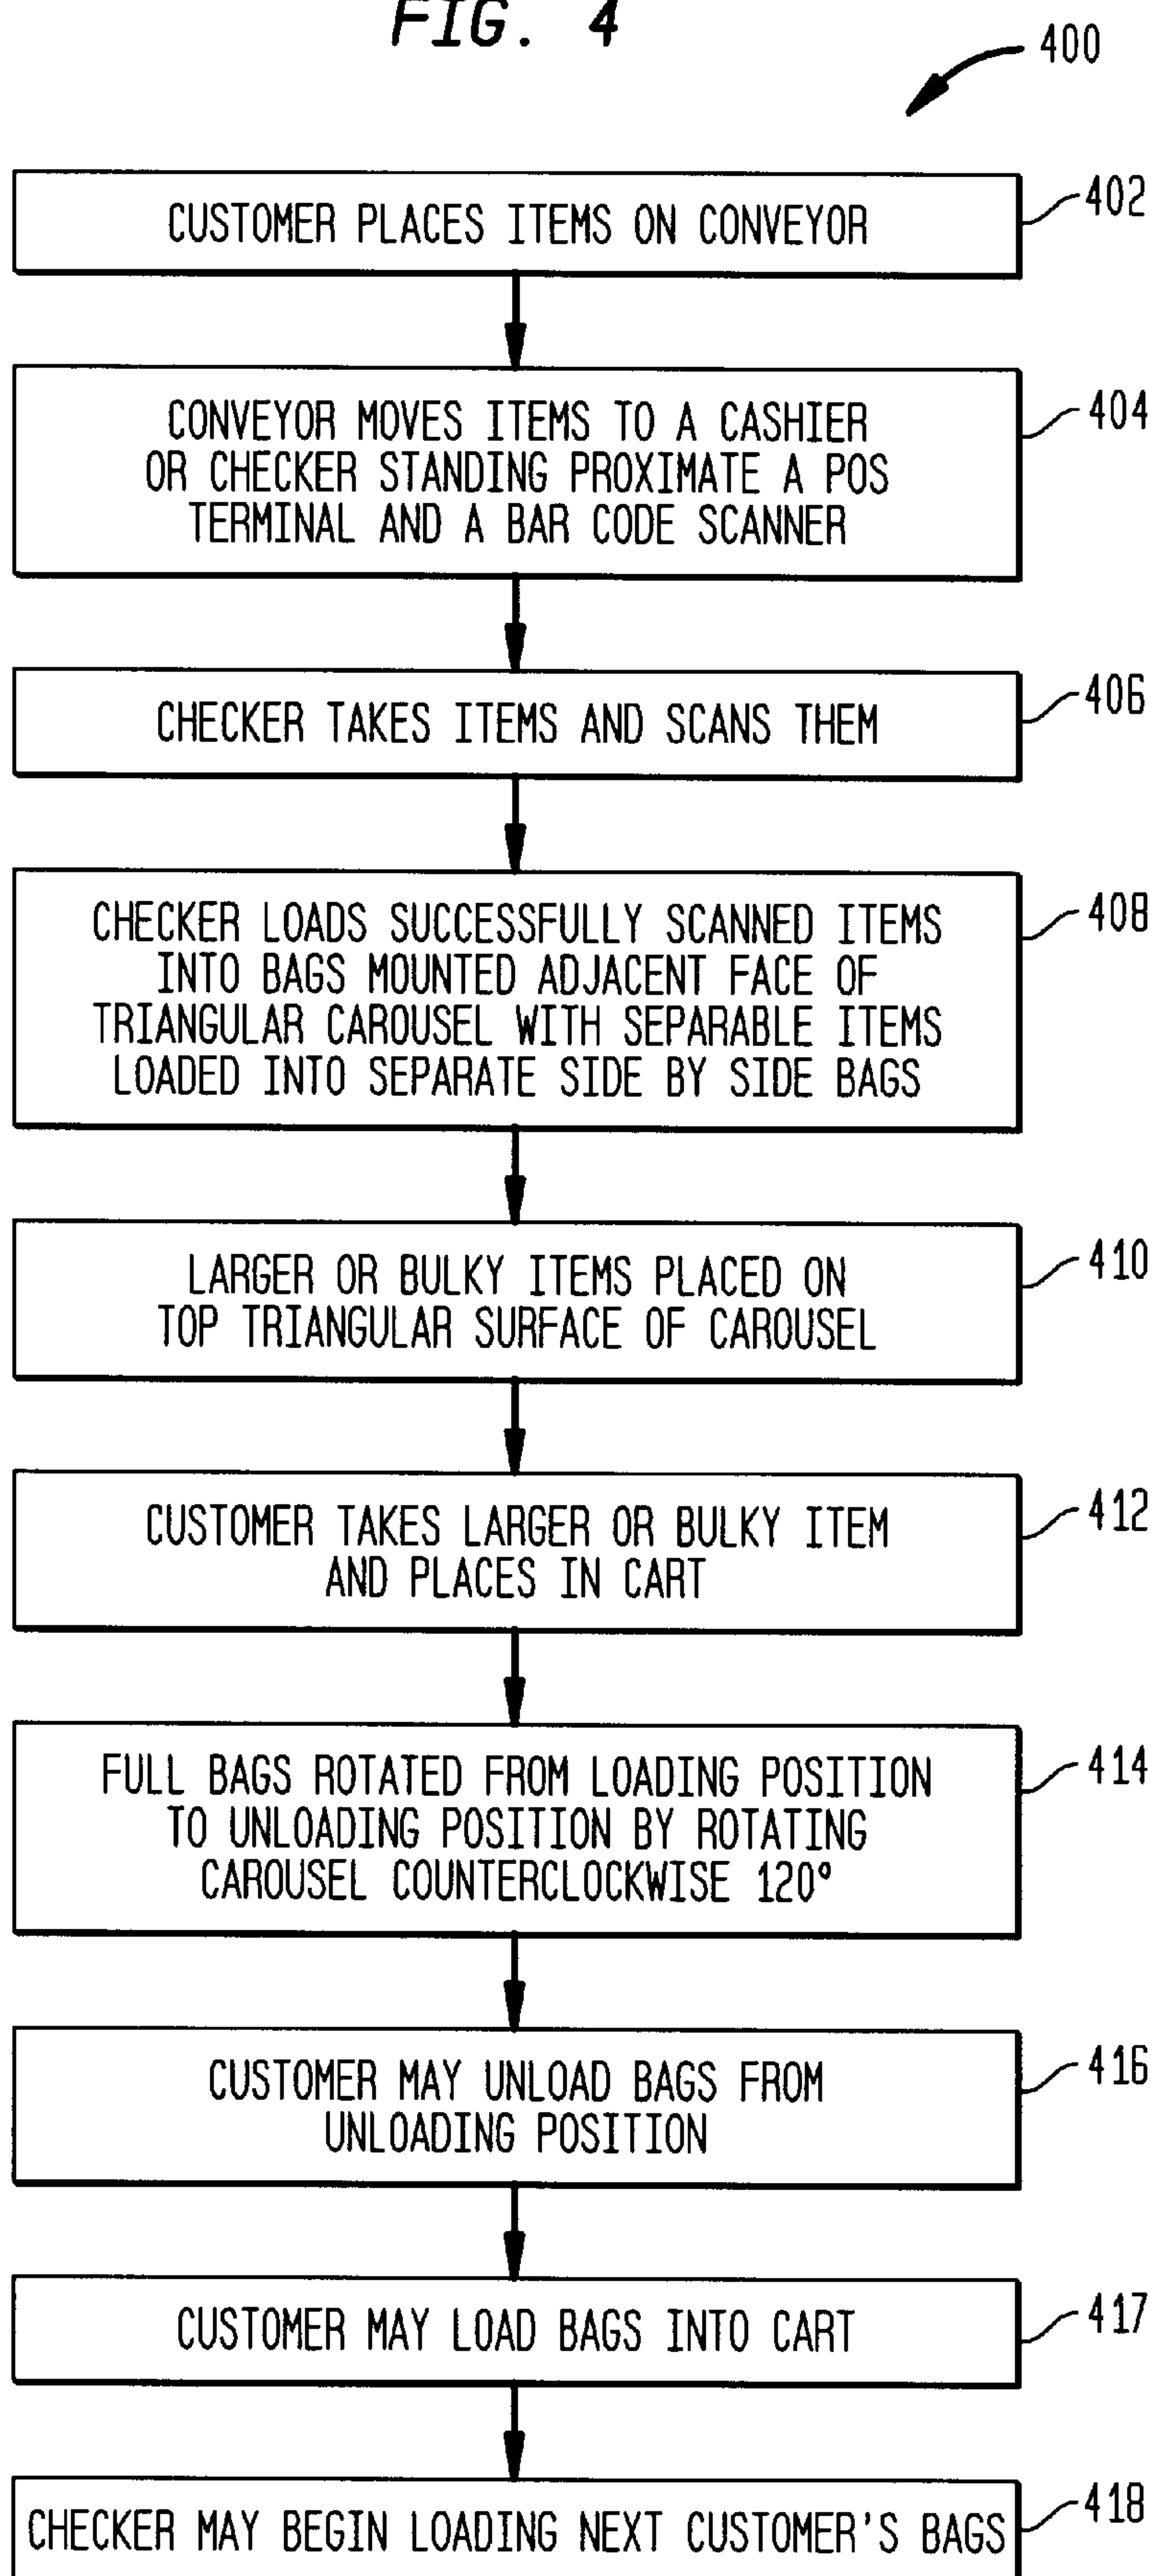 FIG. 4
400
CUSTOMER PLACES ITEMS ON CONVEYOR
402
CONVEYOR MOVES ITEMS TO A CASHIER
OR CHECKER STANDING PROXIMATE A POS
TERMINAL AND A BAR CODE SCANNER
404
CHECKER TAKES ITEMS AND SCANS THEM
406
CHECKER LOADS SUCCESSFULLY SCANNED ITEMS
INTO BAGS MOUNTED ADJACENT FACE OF
TRIANGULAR CAROUSEL WITH SEPARABLE ITEMS
LOADED INTO SEPARATE SIDE BY SIDE BAGS
408
LARGER OR BULKY ITEMS PLACED ON
TOP TRIANGULAR SURFACE OF CAROUSEL
410
CUSTOMER TAKES LARGER OR BULKY ITEM
AND PLACES IN CART
412
FULL BAGS ROTATED FROM LOADING POSITION
TO UNLOADING POSITION BY ROTATING
CAROUSEL COUNTERCLOCKWISE 120°
414
CUSTOMER MAY UNLOAD BAGS FROM
UNLOADING POSITION
416
CUSTOMER MAY LOAD BAGS INTO CART
417
CHECKER MAY BEGIN LOADING NEXT CUSTOMER'S BAGS
418